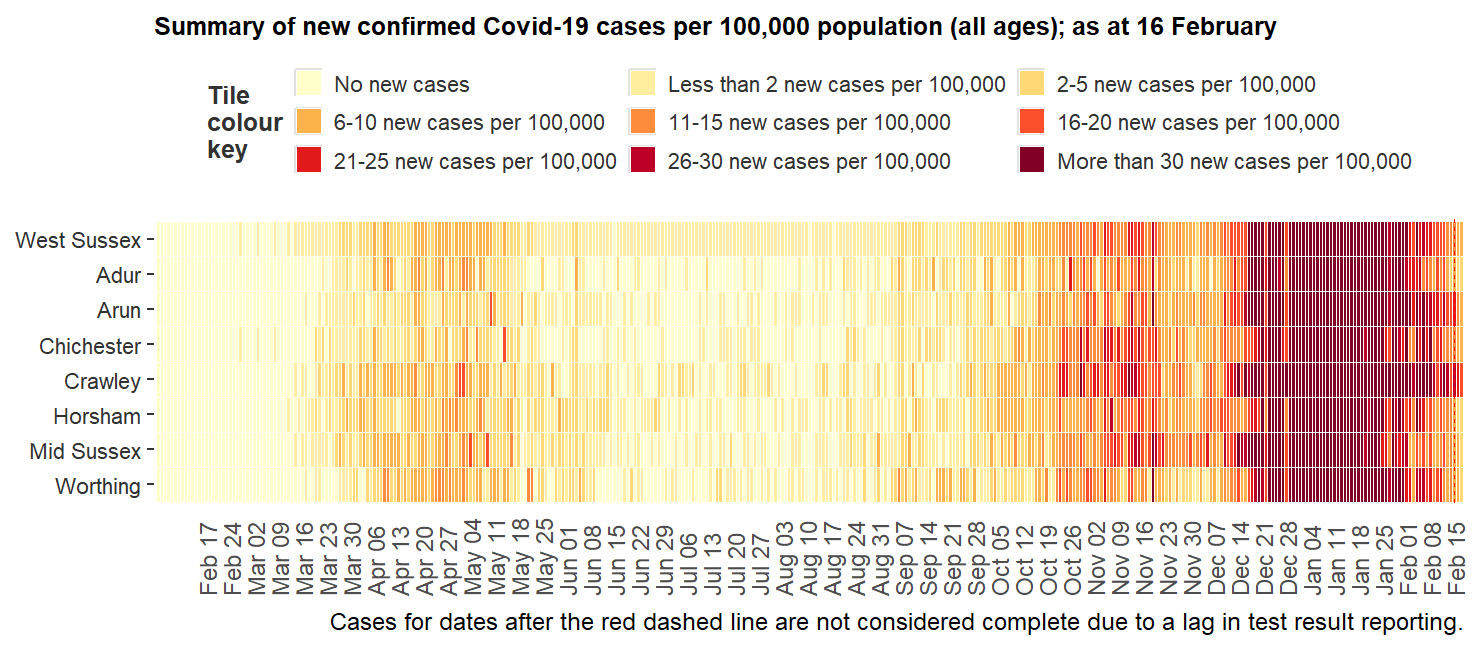 Summary of new confirmed Covid-19 cases per 100,000 population (all ages); as at 16 February
Tile
colour
key
No new cases
Less than 2 new cases per 100,000
2-5 new cases per 100,000
6-10 new cases per 100,000
11-15 new cases per 100,000
16-20 new cases per 100,000
21-25 new cases per 100,000
26-30 new cases per 100,000
More than 30 new cases per 100,000
West Sussex
Adur
Arun
Chichester
Crawley
Horsham
Mid Sussex
Worthing
Feb 17
Feb 24
Mar 02
Mar 09
Mar 16
Mar 23
Mar 30
Apr 06
Apr 13
Apr 20
Apr 27
May 04
May 11
May 18
May 25
Jun 01
Jun 08
Jun 15
Jun 22
Jun 29
Jul 06
Jul 13
Jul 20
Jul 27
Aug 03
Aug 10
Aug 17
Aug 24
Aug 31
Sep 07
Sep 14
Sep 21
Sep 28
Oct 05
Oct 12
Oct 19
Oct 26
Nov 02
Nov 09
Nov 16
Nov 23
Nov 30
Dec 07
Dec 14
Dec 21
Dec 28
Jan 04
Jan 11
Jan 18
Jan 25
Feb 01
Feb 08
Feb 15
Cases for dates after the red dashed line are not considered complete due to a lag in test result reporting.